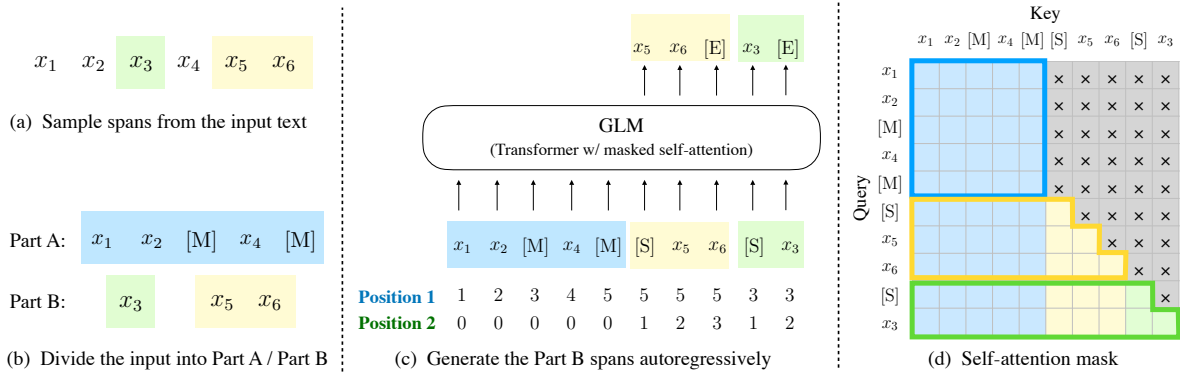 x₁ x₂ x₃ x₄ x₅ x₆
(a) Sample spans from the input text
Part A: x₁ x₂ [M] x₄ [M]
Part B: x₃ x₅ x₆
(b) Divide the input into Part A / Part B
x₅ x₆ [E] x₃ [E]
GLM
(Transformer w/ masked self-attention)
x₁ x₂ [M] x₄ [M] [S] x₅ x₆ [S] x₃
Position 1 1 2 3 4 5 5 5 5 3 3
Position 2 0 0 0 0 0 1 2 3 1 2
(c) Generate the Part B spans autoregressively
Key
x₁ x₂ [M] x₄ [M] [S] x₅ x₆ [S] x₃
Query
x₁ × × × × ×
x₂ × × × × ×
[M] × × × × ×
x₄ × × × × ×
[M] × × × × ×
[S] × × × ×
x₅ × × ×
x₆ × ×
[S] ×
x₃
(d) Self-attention mask